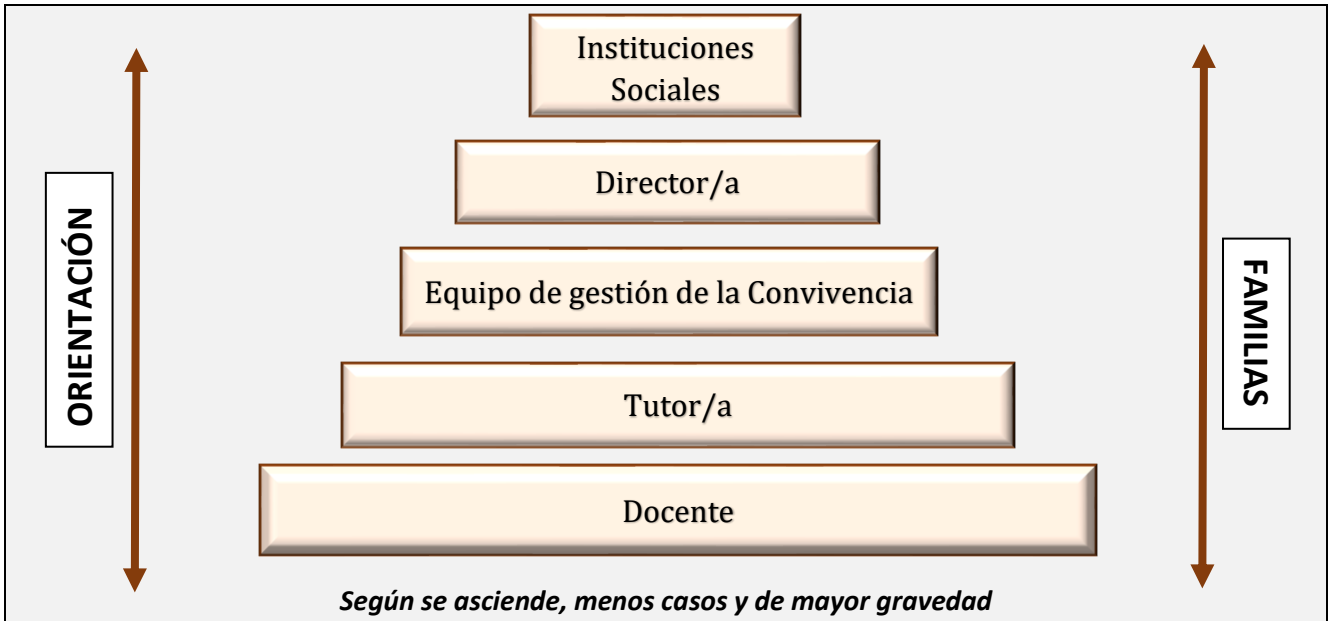 Instituciones
Sociales
Director/a
ORIENTACIÓN
FAMILIAS
Equipo de gestión de la Convivencia
Tutor/a
Docente
Según se asciende, menos casos y de mayor gravedad